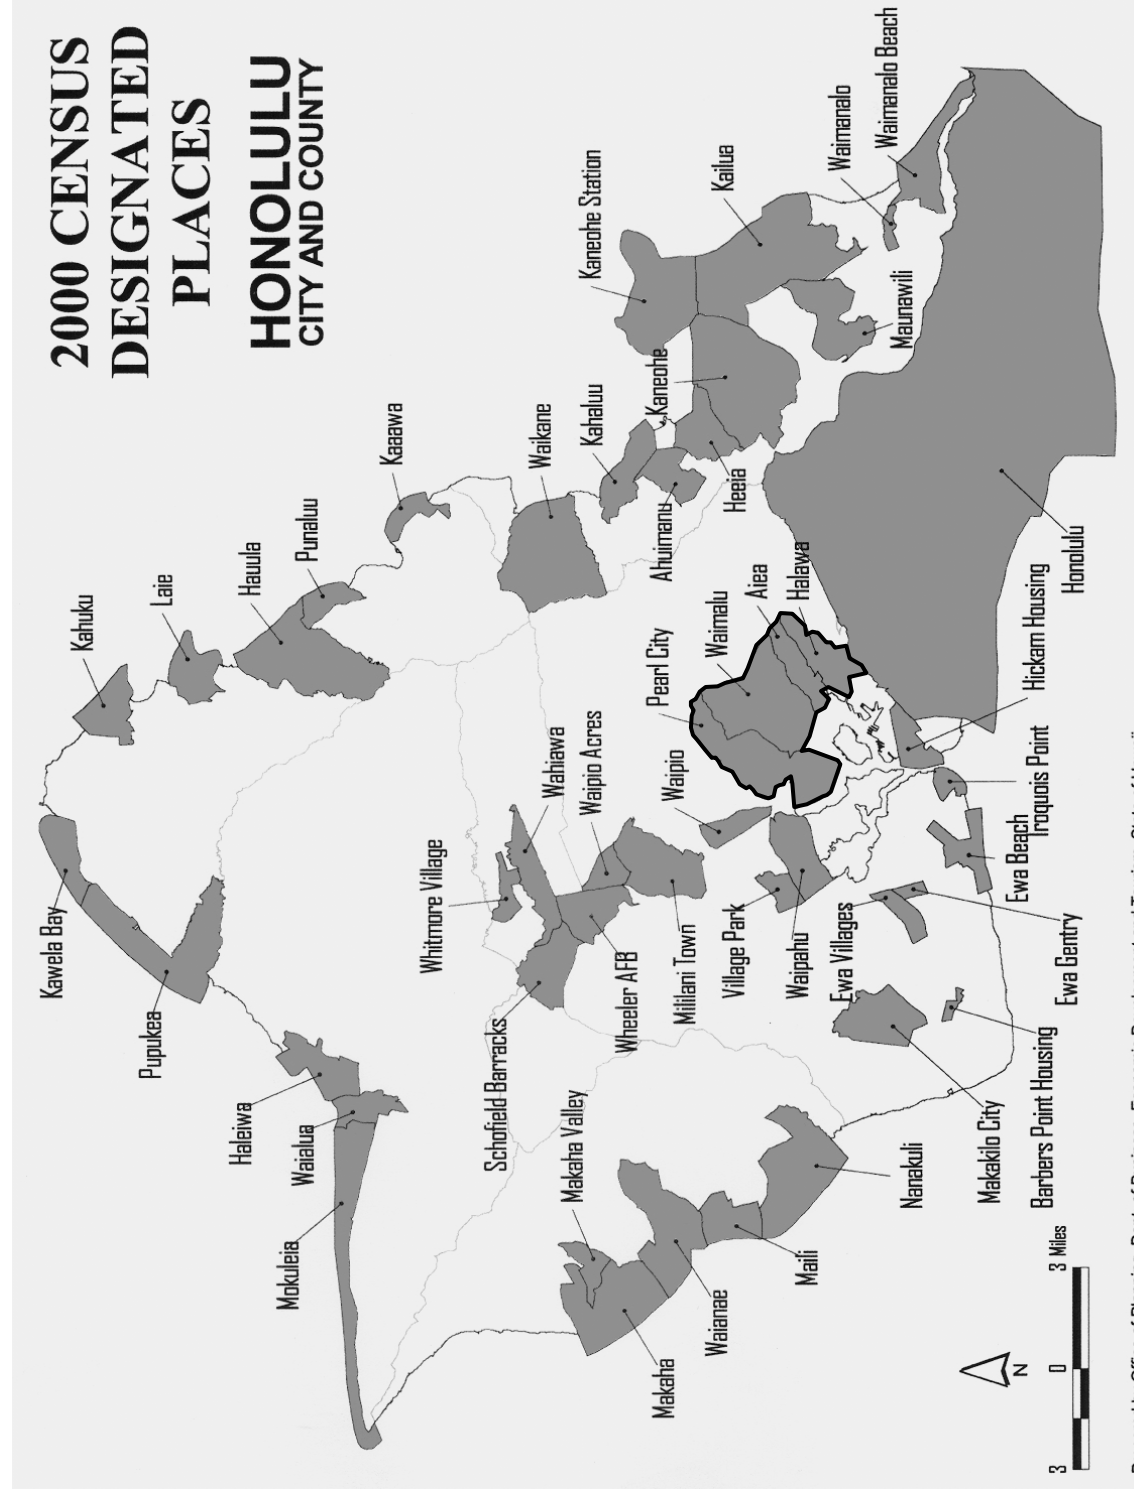 2000 CENSUS
DESIGNATED
PLACES
HONOLULU
CITY AND COUNTY
Kawela Bay
Kahuku
Pupukea
Laie
Haleiwa
Hauula
Waialua
Punaluu
Mokuleia
Kaaawa
Whitmore Village
Schofield Barracks
Waikane
Wahiawa
Makaha Valley
Kahaluu
Kaneohe Station
Waipio Acres
Wheeler AFB
Makaha
Pearl City
Ahuimanu
Kaneohe
Waipio
Mililani Town
Waianae
Waimalu
Kailua
Village Park
Heeia
Aiea
Maili
Waipahu
Halawa
Waimanalo
Ewa Villages
Waimanalo Beach
Maunawili
Nanakuli
Makakilo City
Ewa Beach
Hickam Housing
Iroquois Point
Barbers Point Housing
Ewa Gentry
Honolulu
N
3 0 3 Miles